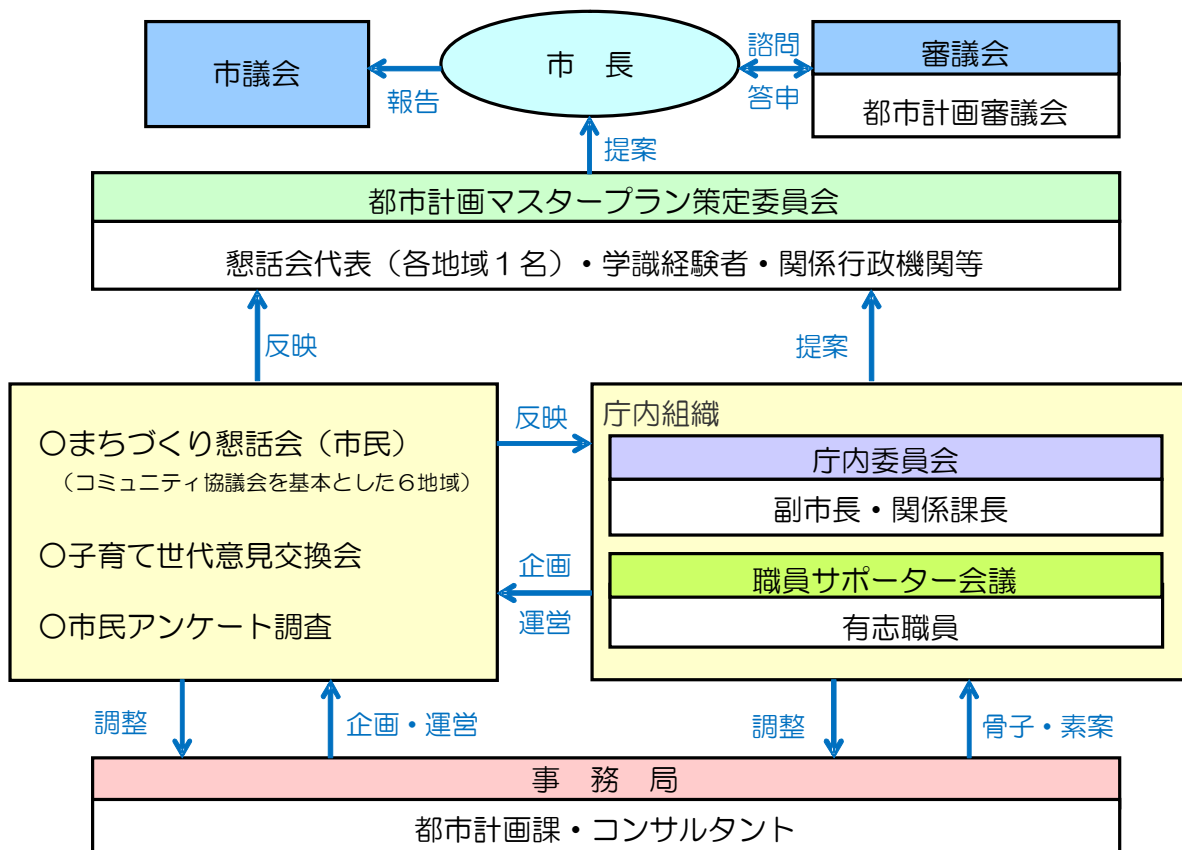 市議会
報告
市　長
諮問
答申
審議会
都市計画審議会
提案
都市計画マスタープラン策定委員会
懇話会代表（各地域１名）・学識経験者・関係行政機関等
反映
提案
〇まちづくり懇話会（市民）
（コミュニティ協議会を基本とした６地域）
〇子育て世代意見交換会
〇市民アンケート調査
反映
企画
運営
庁内組織
庁内委員会
副市長・関係課長
職員サポーター会議
有志職員
調整
企画・運営
調整
骨子・素案
事　務　局
都市計画課・コンサルタント